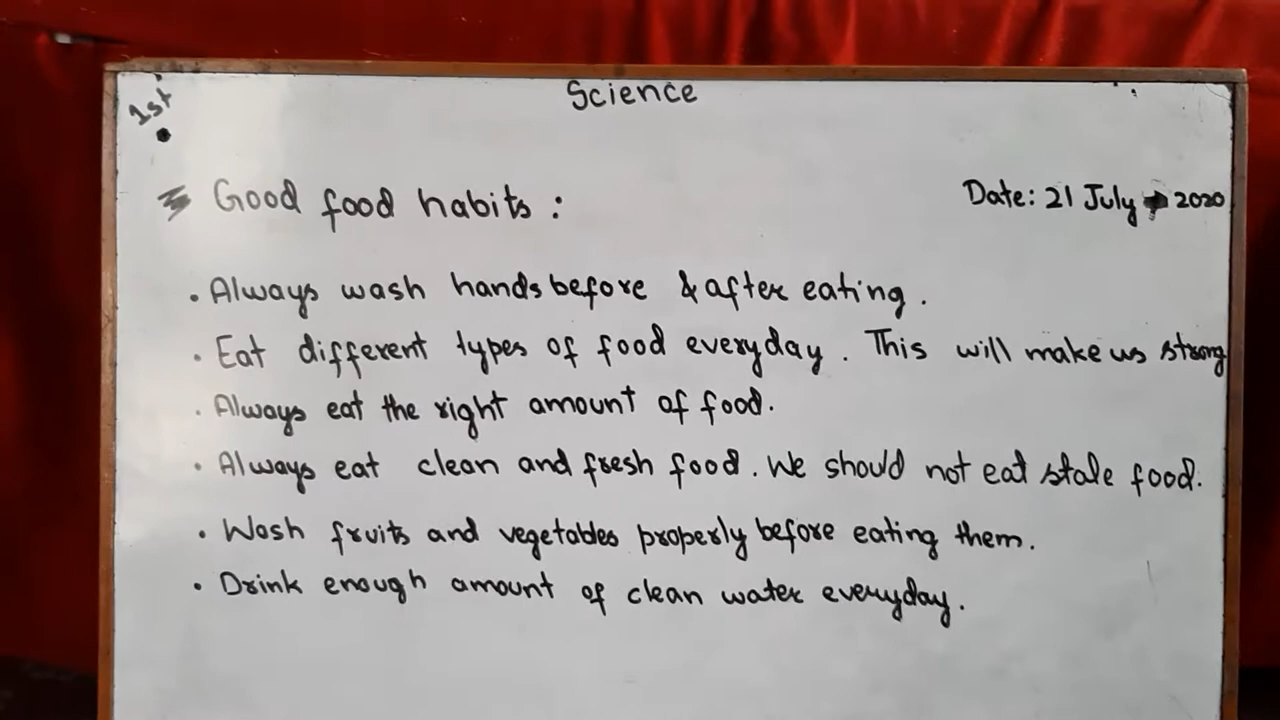 1st
Science
Good food habits :
Date: 21 July 2020
. Always wash hands before & after eating .
. Eat different types of food everyday . This will make us strong
. Always eat the right amount of food.
. Always eat clean and fresh food. We should not eat stale food.
. Wash fruits and vegetables properly before eating them.
. Drink enough amount of clean water everyday.